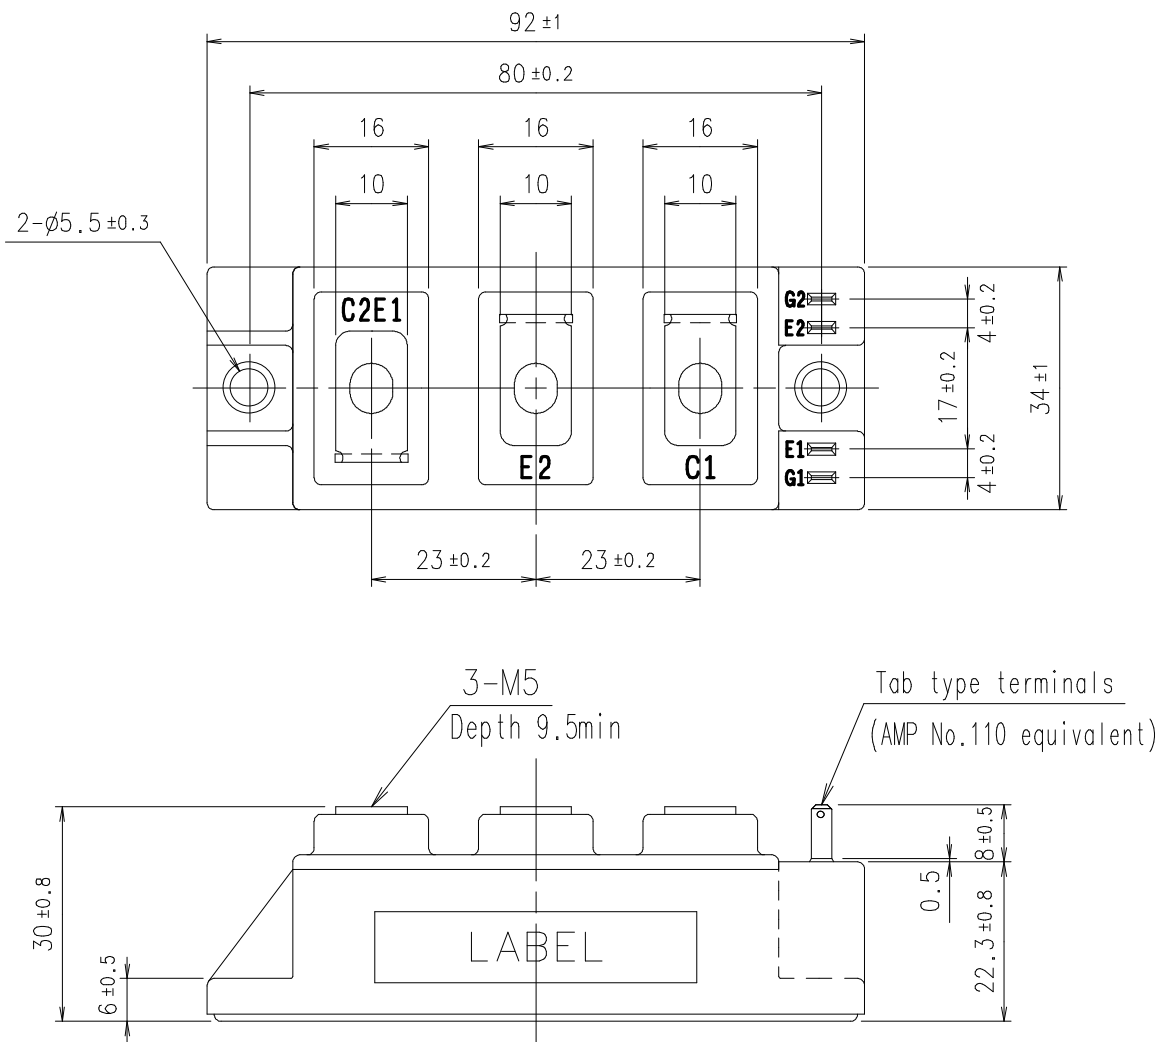 92 ±1
80 ±0.2
16 16 16
10 10 10
2-Ø5.5 ±0.3
C2E1
G2
E2
4 ±0.2
17 ±0.2
34 ±1
E1
G1
4 ±0.2
E2
C1
23 ±0.2 23 ±0.2
3-M5
Depth 9.5min
Tab type terminals
(AMP No.110 equivalent)
8 ±0.5
0.5
30 ±0.8
22.3 ±0.8
LABEL
6 ±0.5